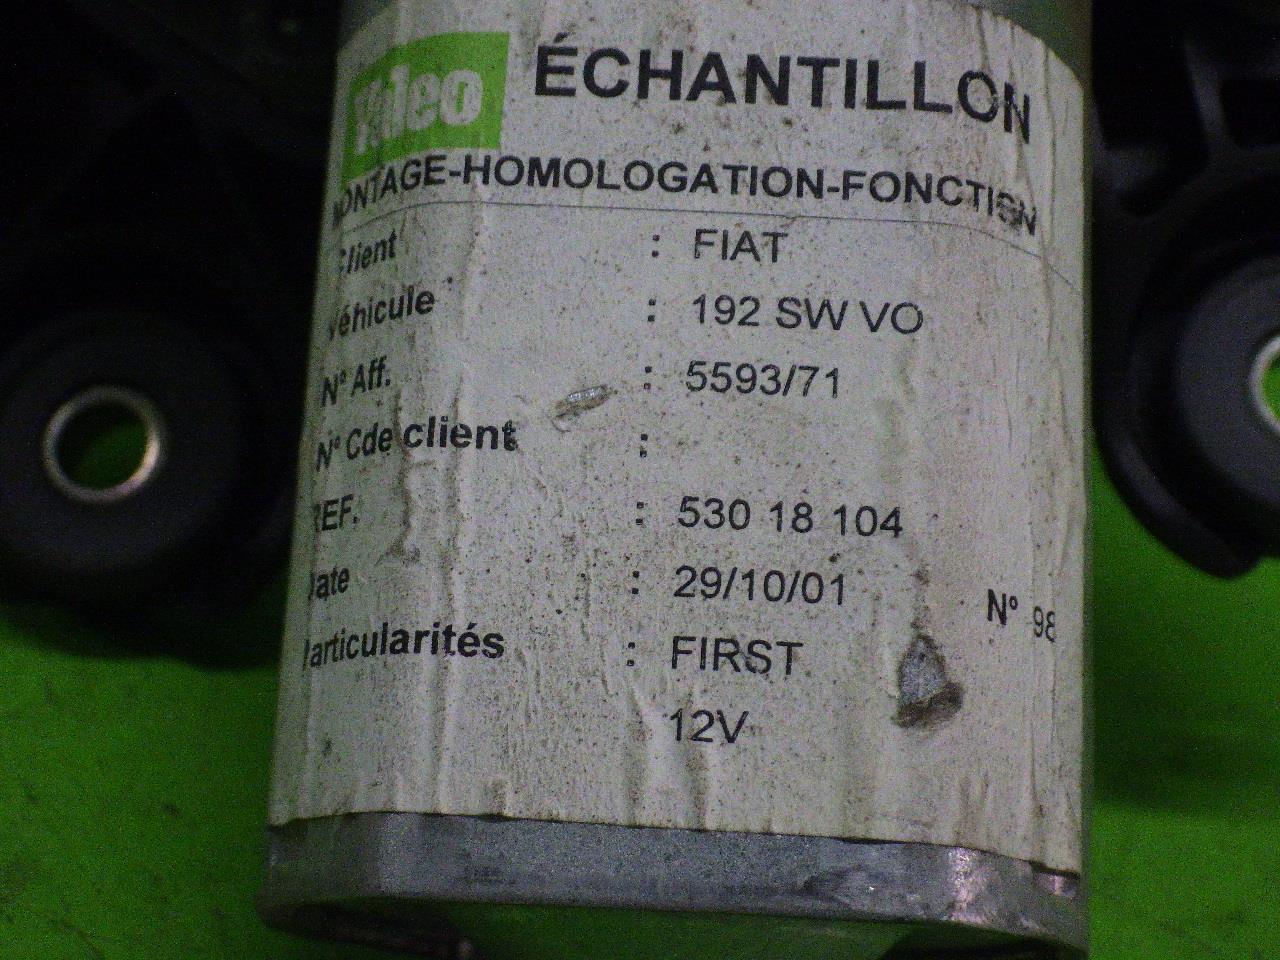 Valeo ÉCHANTILLON
MONTAGE-HOMOLOGATION-FONCTION
Client : FIAT
Véhicule : 192 SW VO
N° Aff. : 5593/71
N° Cde client :
REF. : 530 18 104
Date : 29/10/01 N° 98
Particularités : FIRST
12V